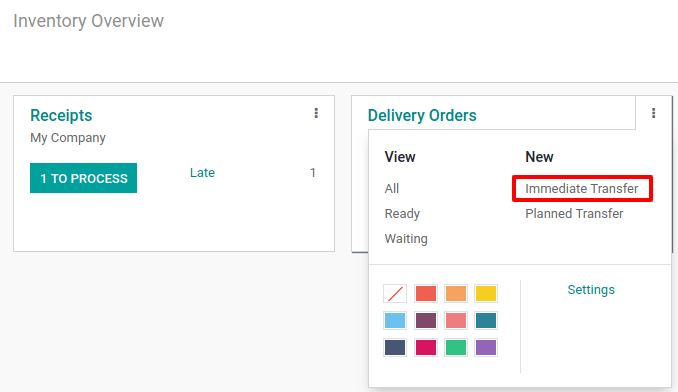 Inventory Overview
Receipts
My Company
1 TO PROCESS
Late 1
Delivery Orders
View New
All Immediate Transfer
Ready Planned Transfer
Waiting
Settings